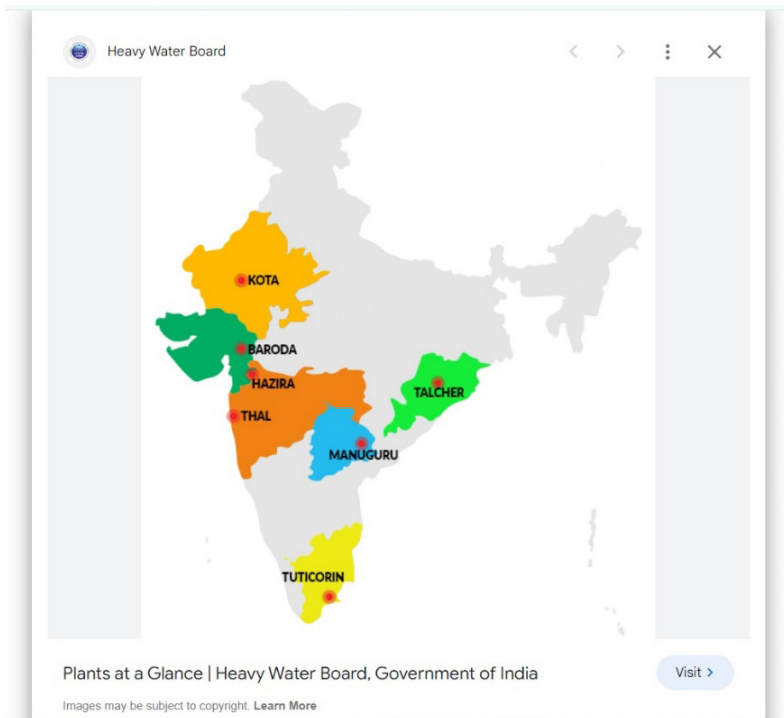 Heavy Water Board
KOTA
BARODA
HAZIRA
TALCHER
THAL
MANUGURU
TUTICORIN
Plants at a Glance | Heavy Water Board, Government of India
Visit >
Images may be subject to copyright. Learn More